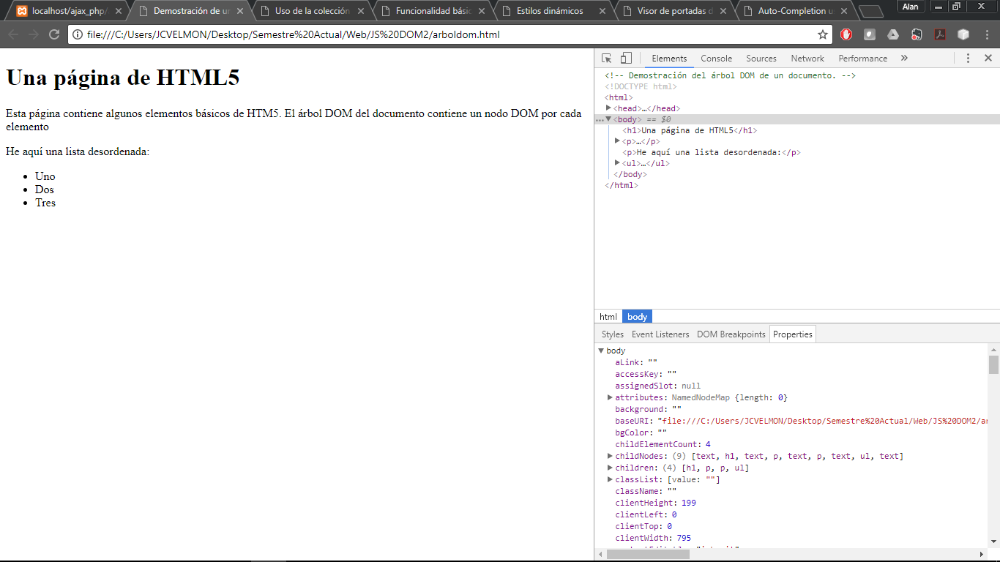 localhost/ajax_php/
Demostración de un
Uso de la colección
Funcionalidad básic
Estilos dinámicos
Visor de portadas d
Auto-Completion u
Alan
file:///C:/Users/JCVELMON/Desktop/Semestre%20Actual/Web/JS%20DOM2/arboldom.html
Una página de HTML5
Esta página contiene algunos elementos básicos de HTM5. El árbol DOM del documento contiene un nodo DOM por cada
elemento
He aquí una lista desordenada:
• Uno
• Dos
• Tres
Elements Console Sources Network Performance »
<!-- Demostración del árbol DOM de un documento. -->
<!DOCTYPE html>
<html>
▶<head>…</head>
…▼<body> == $0
<h1>Una página de HTML5</h1>
▶<p>…</p>
<p>He aquí una lista desordenada:</p>
▶<ul>…</ul>
</body>
</html>
html body
Styles Event Listeners DOM Breakpoints Properties
▼body
aLink: ""
accessKey: ""
assignedSlot: null
▶attributes: NamedNodeMap {length: 0}
background: ""
baseURI: "file:///C:/Users/JCVELMON/Desktop/Semestre%20Actual/Web/JS%20DOM2/ar
bgColor: ""
childElementCount: 4
▶childNodes: (9) [text, h1, text, p, text, p, text, ul, text]
▶children: (4) [h1, p, p, ul]
▶classList: [value: ""]
className: ""
clientHeight: 199
clientLeft: 0
clientTop: 0
clientWidth: 795